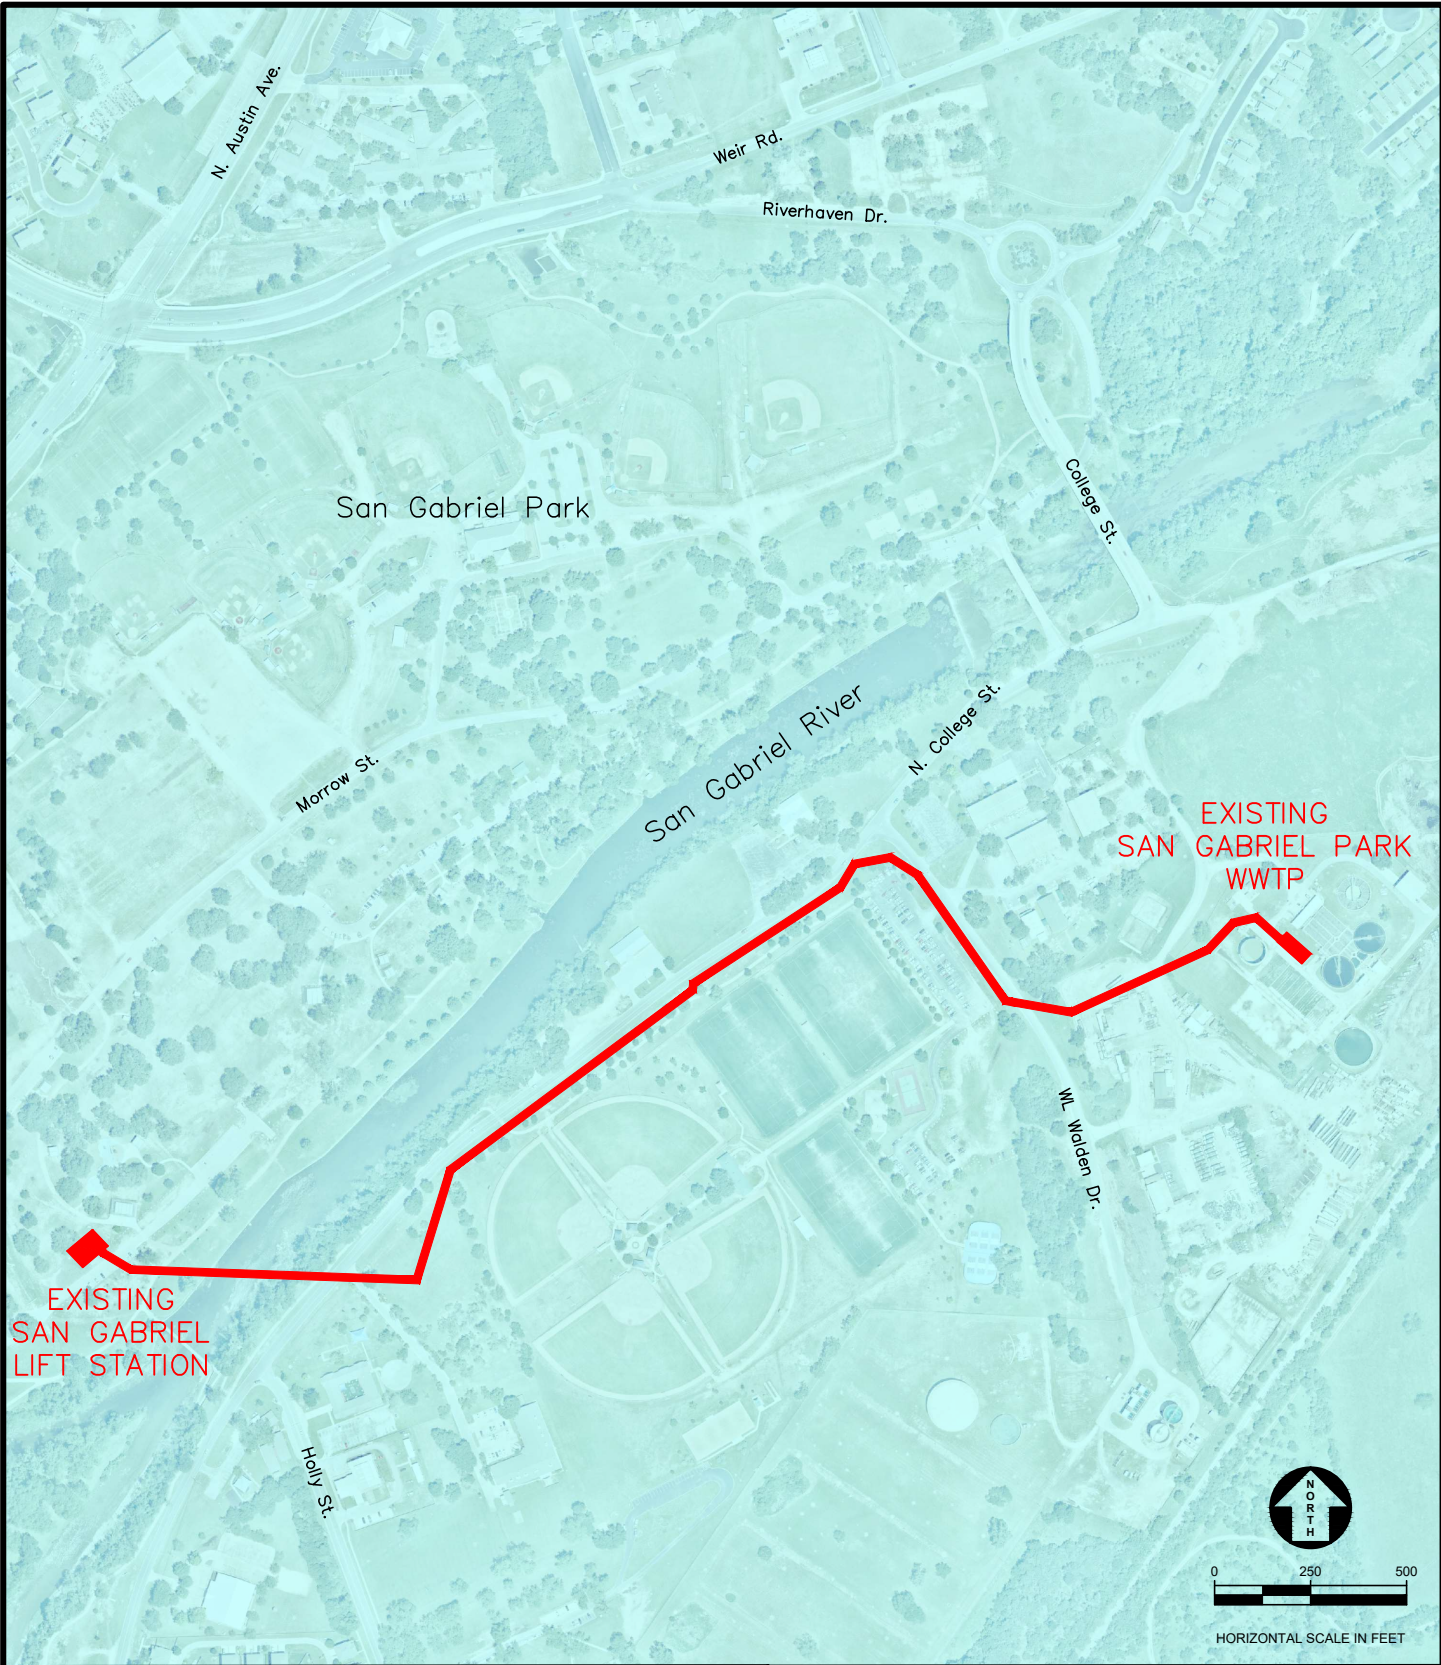 N. Austin Ave.
Weir Rd.
Riverhaven Dr.
College St.
San Gabriel Park
San Gabriel River
N. College St.
Morrow St.
EXISTING
SAN GABRIEL PARK
WWTP
WL Walden Dr.
EXISTING
SAN GABRIEL
LIFT STATION
Holly St.
NORTH
0 250 500
HORIZONTAL SCALE IN FEET